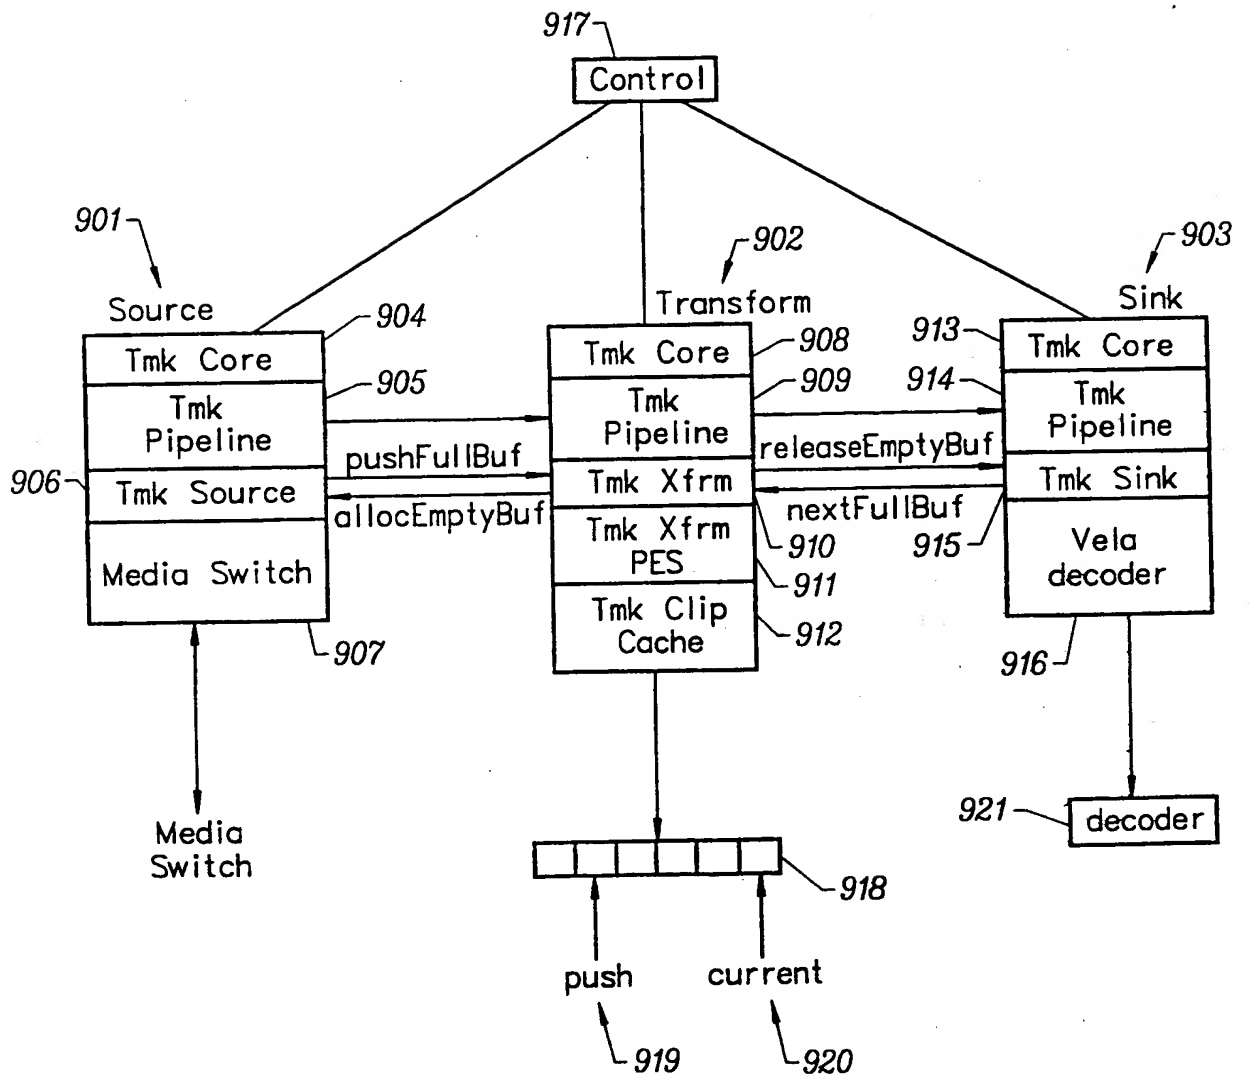 917
Control
901
902
903
Source
Transform
Sink
904
908
913
Tmk Core
Tmk Core
Tmk Core
905
909
914
Tmk
Pipeline
Tmk
Pipeline
Tmk
Pipeline
pushFullBuf
releaseEmptyBuf
906
Tmk Source
Tmk Xfrm
Tmk Sink
allocEmptyBuf
nextFullBuf
910
915
Media Switch
Tmk Xfrm
PES
911
Vela
decoder
Tmk Clip
Cache
912
907
916
Media
Switch
921
decoder
918
push
current
919
920